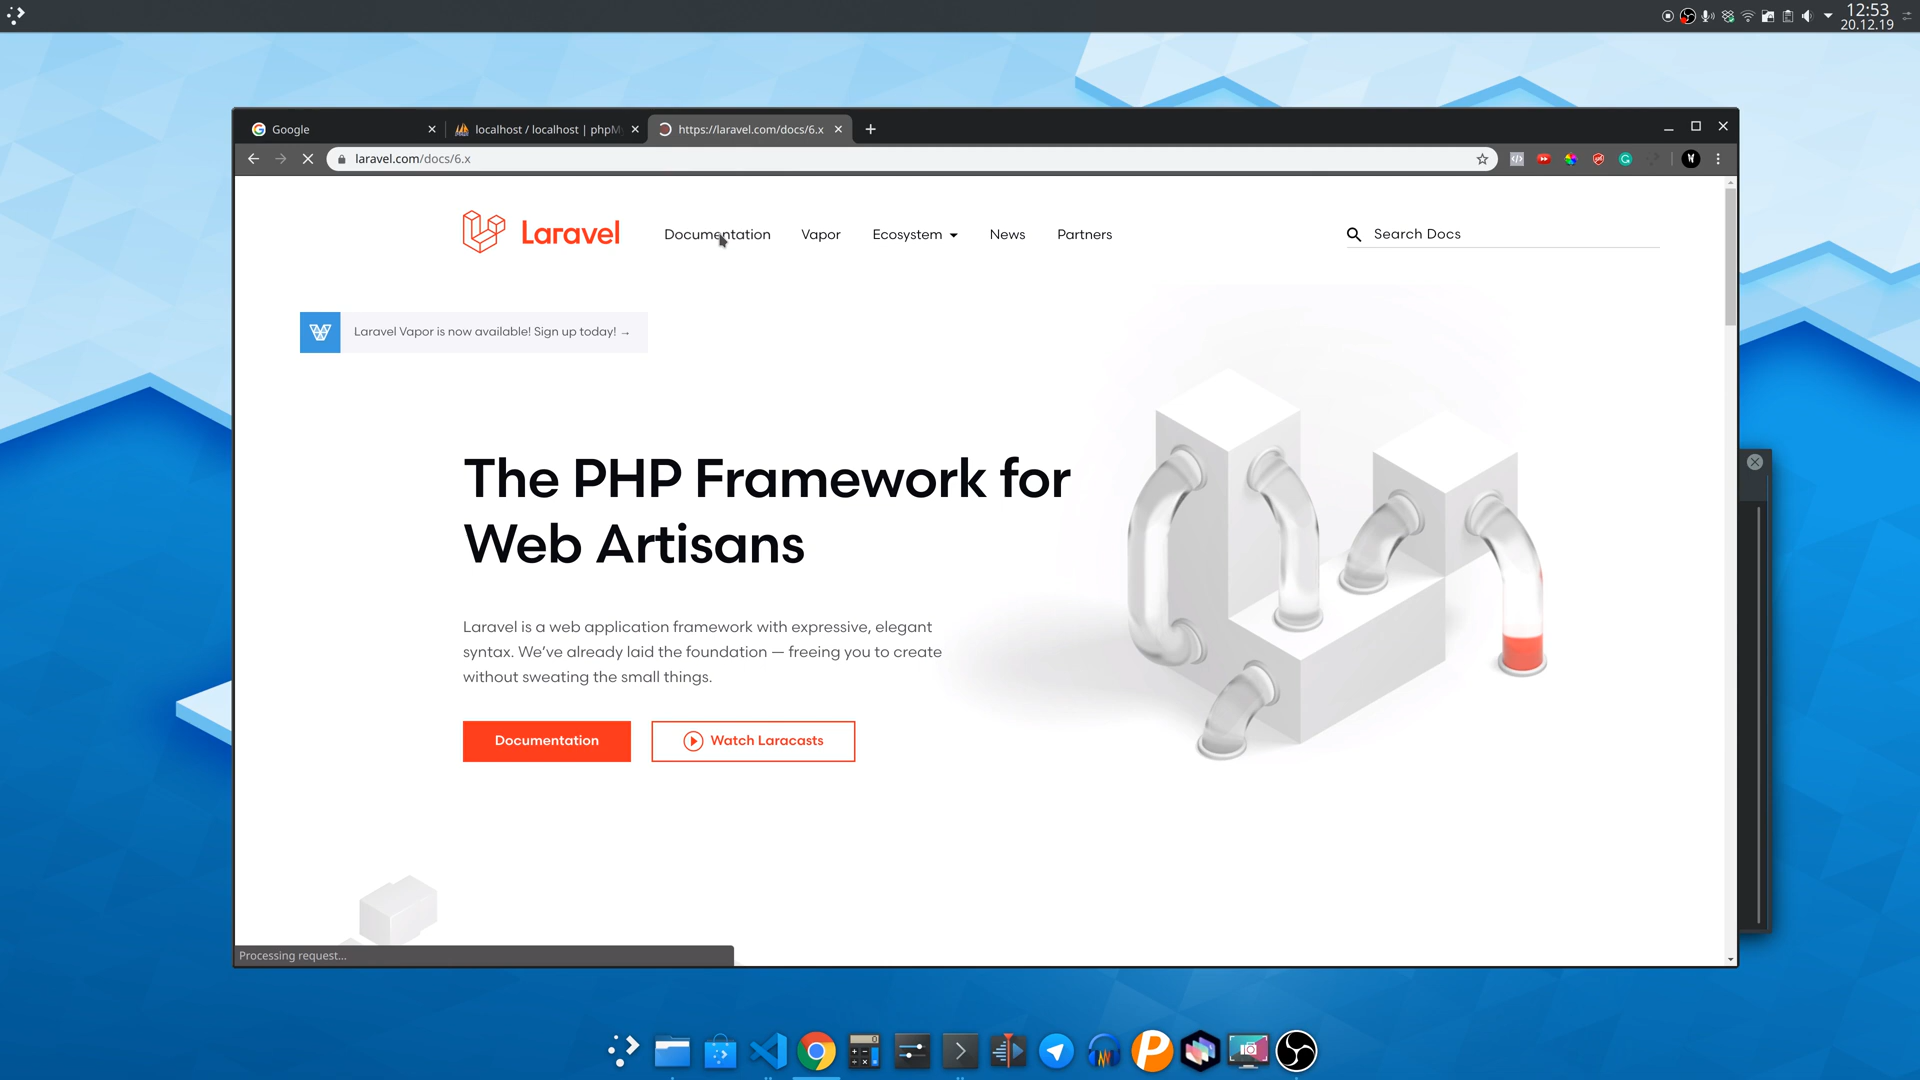 12:53
20.12.19
Google
localhost / localhost | phpM
https://laravel.com/docs/6.x
laravel.com/docs/6.x
Laravel
Documentation
Vapor
Ecosystem
News
Partners
Search Docs
Laravel Vapor is now available! Sign up today! →
The PHP Framework for
Web Artisans
Laravel is a web application framework with expressive, elegant
syntax. We've already laid the foundation — freeing you to create
without sweating the small things.
Documentation
Watch Laracasts
Processing request...